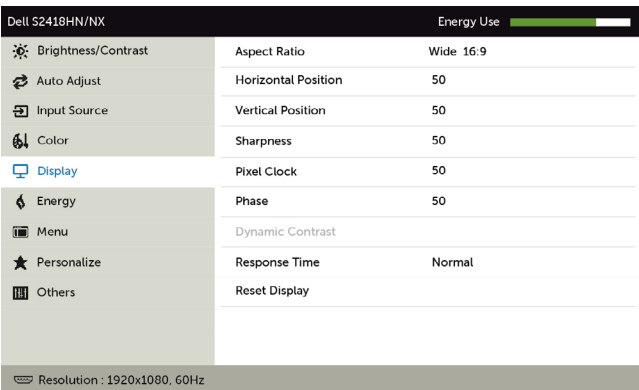 Dell S2418HN/NX Energy Use
Brightness/Contrast Aspect Ratio Wide 16:9
Auto Adjust Horizontal Position 50
Input Source Vertical Position 50
Color Sharpness 50
Display Pixel Clock 50
Energy Phase 50
Menu Dynamic Contrast
Personalize Response Time Normal
Others Reset Display
Resolution : 1920x1080, 60Hz